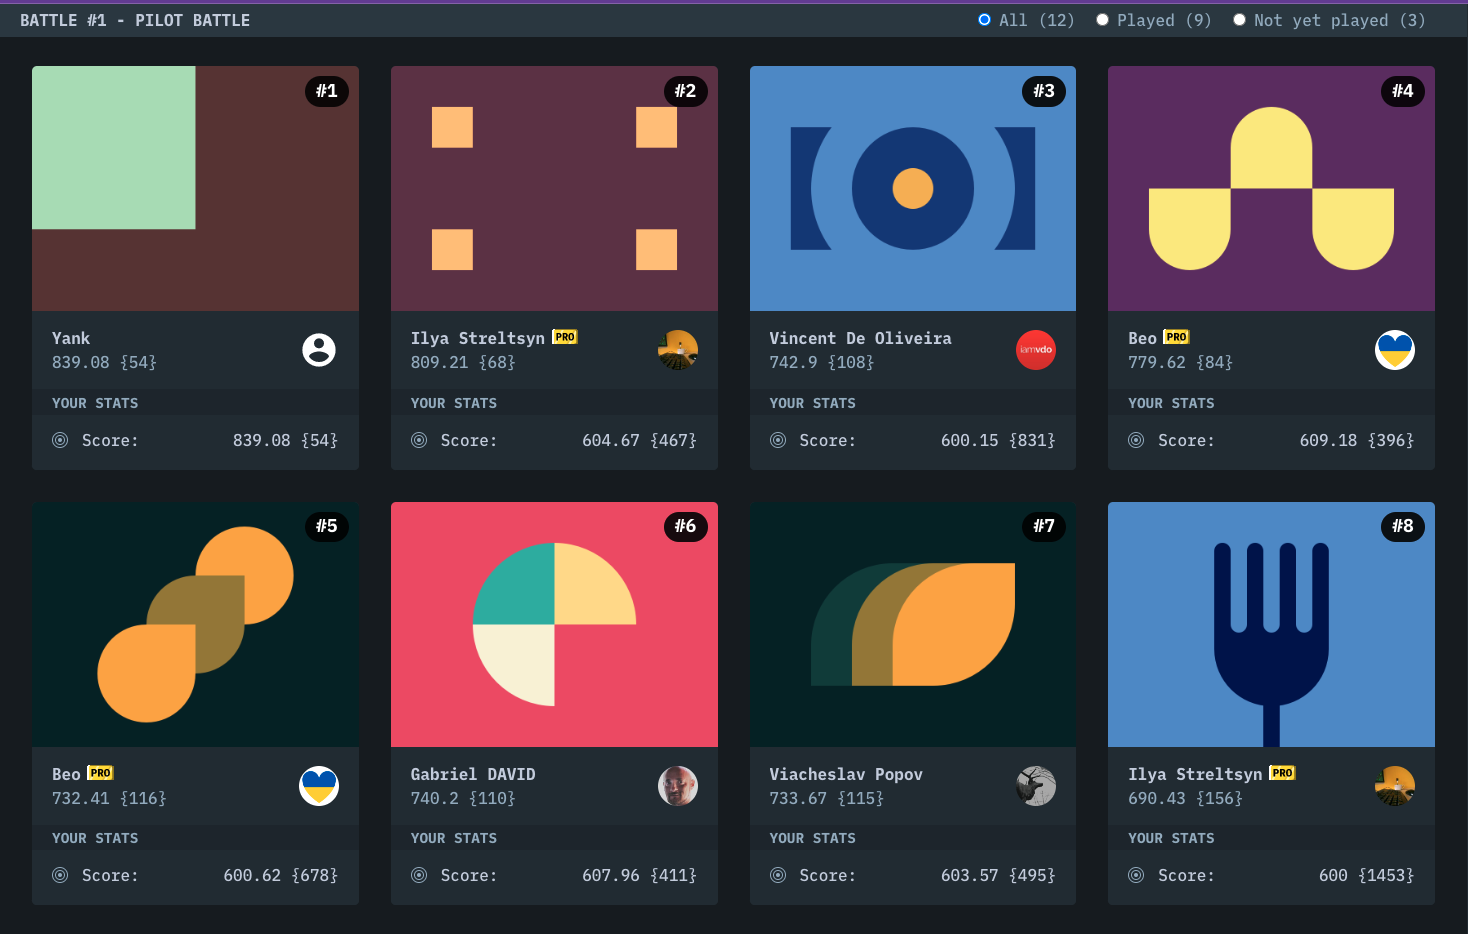 BATTLE #1 - PILOT BATTLE
All (12) Played (9) Not yet played (3)
#1
#2
#3
#4
Yank
839.08 {54}
YOUR STATS
Score: 839.08 {54}
Ilya Streltsyn PRO
809.21 {68}
YOUR STATS
Score: 604.67 {467}
Vincent De Oliveira
742.9 {108}
iamvdo
YOUR STATS
Score: 600.15 {831}
Beo PRO
779.62 {84}
YOUR STATS
Score: 609.18 {396}
#5
#6
#7
#8
Beo PRO
732.41 {116}
YOUR STATS
Score: 600.62 {678}
Gabriel DAVID
740.2 {110}
YOUR STATS
Score: 607.96 {411}
Viacheslav Popov
733.67 {115}
YOUR STATS
Score: 603.57 {495}
Ilya Streltsyn PRO
690.43 {156}
YOUR STATS
Score: 600 {1453}